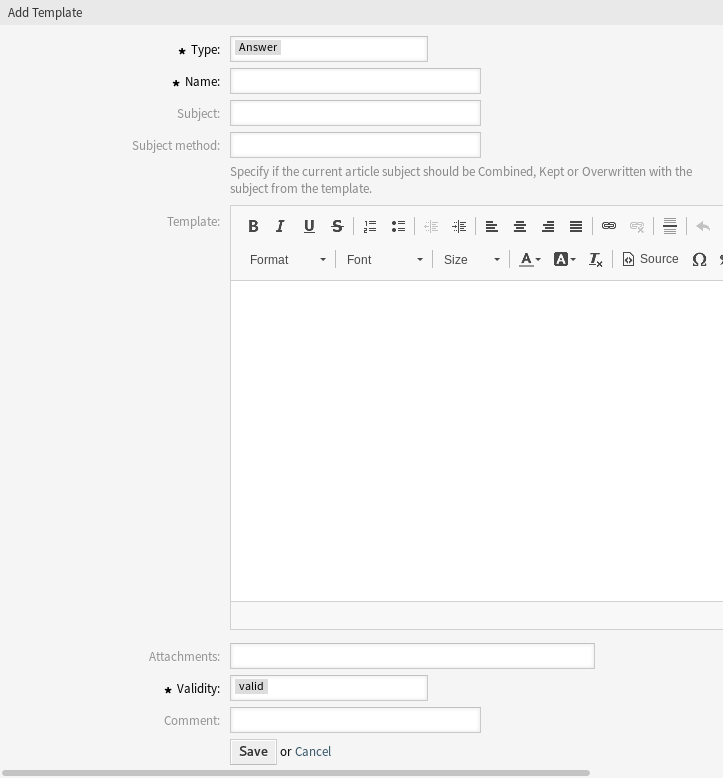 Add Template
★ Type: Answer
★ Name:
Subject:
Subject method:
Specify if the current article subject should be Combined, Kept or Overwritten with the
subject from the template.
Template:
B I U S
Format Font Size A A Tx Source Ω
Attachments:
★ Validity: valid
Comment:
Save or Cancel